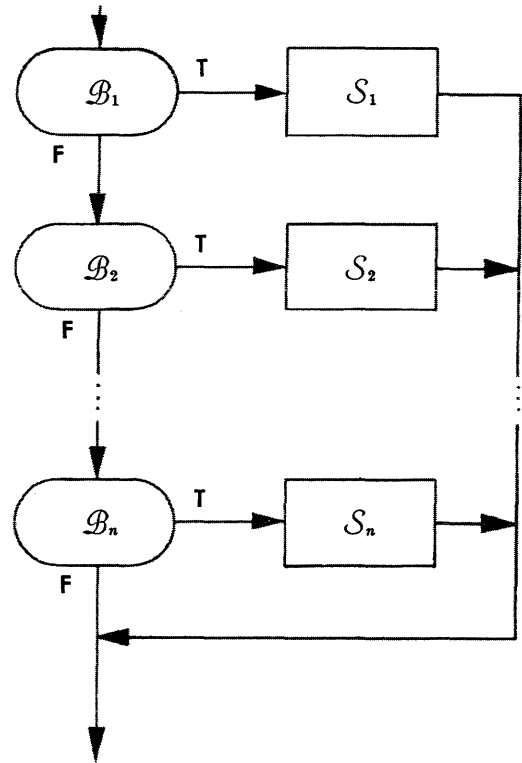 ℬ₁ T 𝒮₁
F
ℬ₂ T 𝒮₂
F
ℬₙ T 𝒮ₙ
F